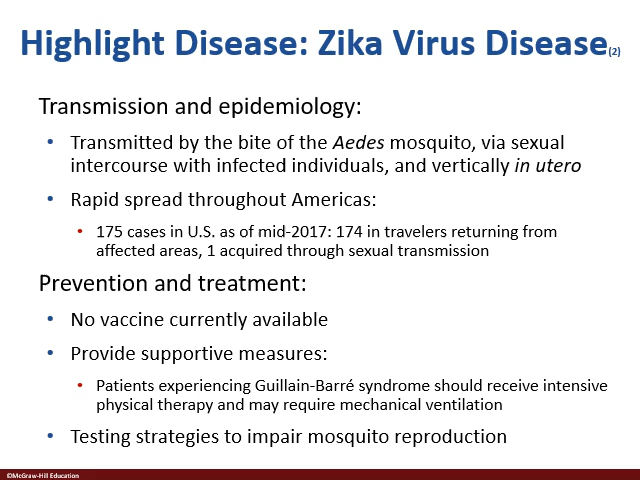 Highlight Disease: Zika Virus Disease(2)
Transmission and epidemiology:
• Transmitted by the bite of the Aedes mosquito, via sexual
intercourse with infected individuals, and vertically in utero
• Rapid spread throughout Americas:
• 175 cases in U.S. as of mid-2017: 174 in travelers returning from
affected areas, 1 acquired through sexual transmission
Prevention and treatment:
• No vaccine currently available
• Provide supportive measures:
• Patients experiencing Guillain-Barré syndrome should receive intensive
physical therapy and may require mechanical ventilation
• Testing strategies to impair mosquito reproduction
©McGraw-Hill Education